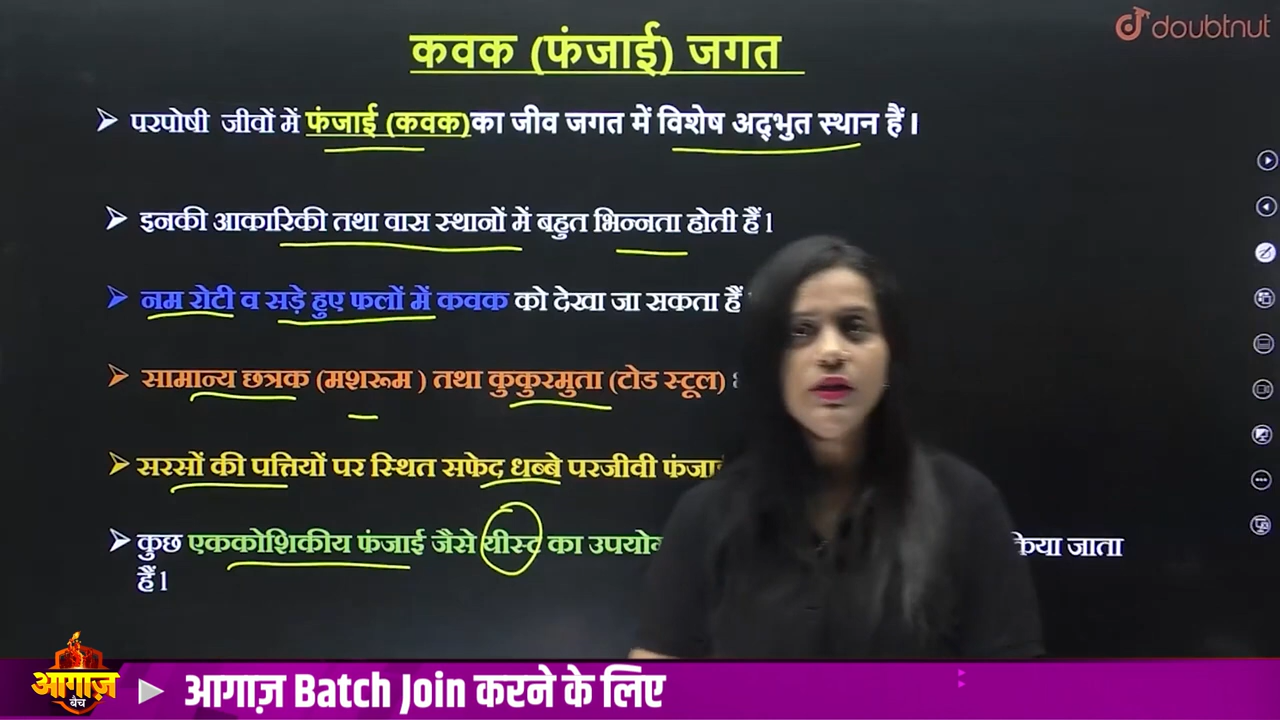 doubtnut
कवक (फंजाई) जगत
परपोषी जीवों में फंजाई (कवक)का जीव जगत में विशेष अद्भुत स्थान हैं l
इनकी आकारिकी तथा वास स्थानों में बहुत भिन्नता होती हैं l
नम रोटी व सड़े हुए फलों में कवक को देखा जा सकता हैं
सामान्य छत्रक (मशरूम ) तथा कुकुरमुता (टोड स्टूल)
सरसों की पत्तियों पर स्थित सफेद धब्बे परजीवी
कुछ एककोशिकीय फंजाई जैसे यीस्ट का किया जाता
हैं l
आगाज़
बैच
आगाज़ Batch Join करने के लिए